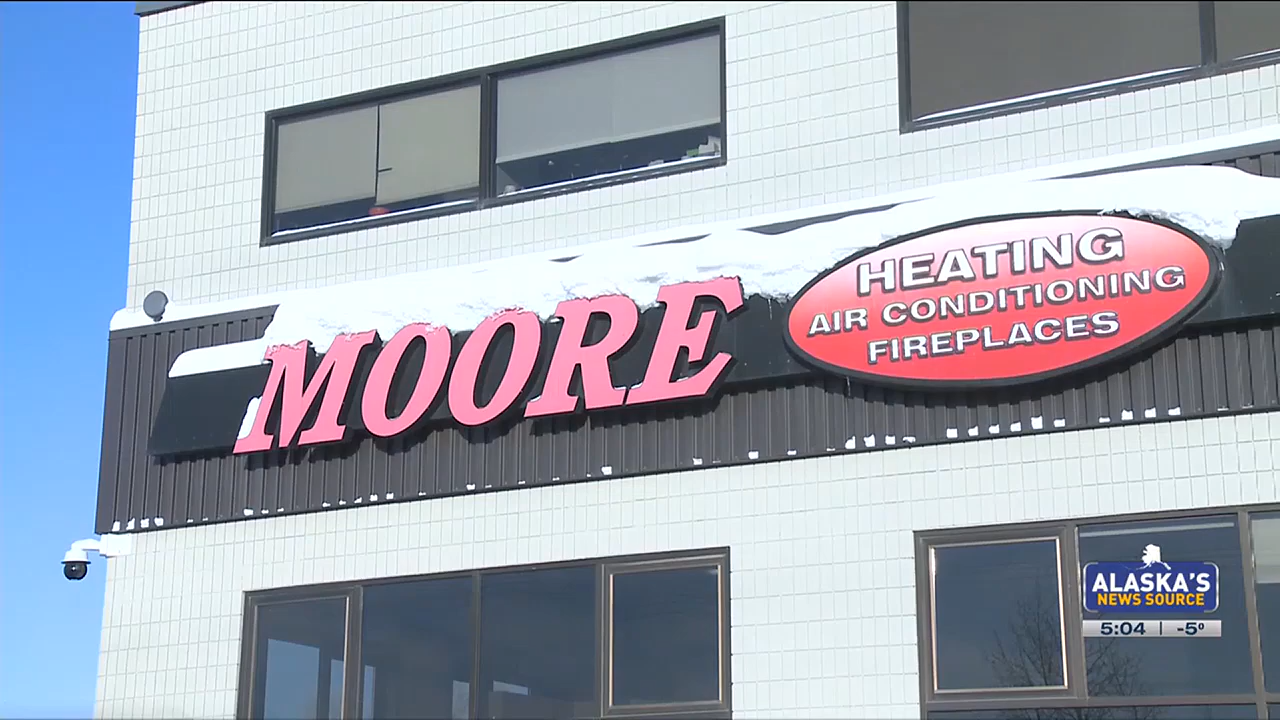 MOORE
HEATING
AIR CONDITIONING
FIREPLACES
ALASKA'S
NEWS SOURCE
5:04 | -5°